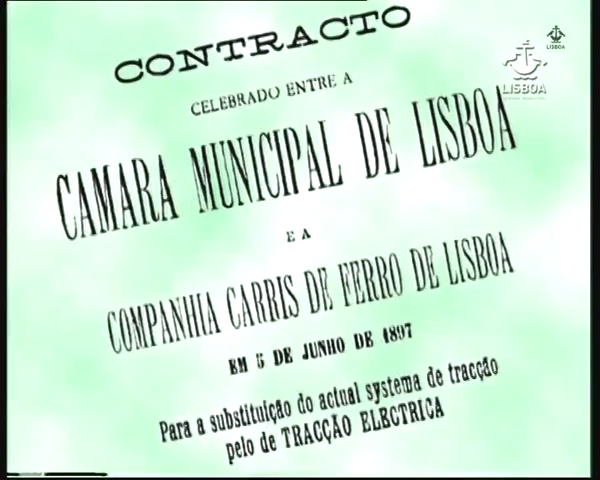 CONTRACTO
CELEBRADO ENTRE A
CAMARA MUNICIPAL DE LISBOA
E A
COMPANHIA CARRIS DE FERRO DE LISBOA
EM 5 DE JUNHO DE 1897
Para a substituição do actual systema de tracção
pelo de TRACÇÃO ELECTRICA
LISBOA
LISBOA